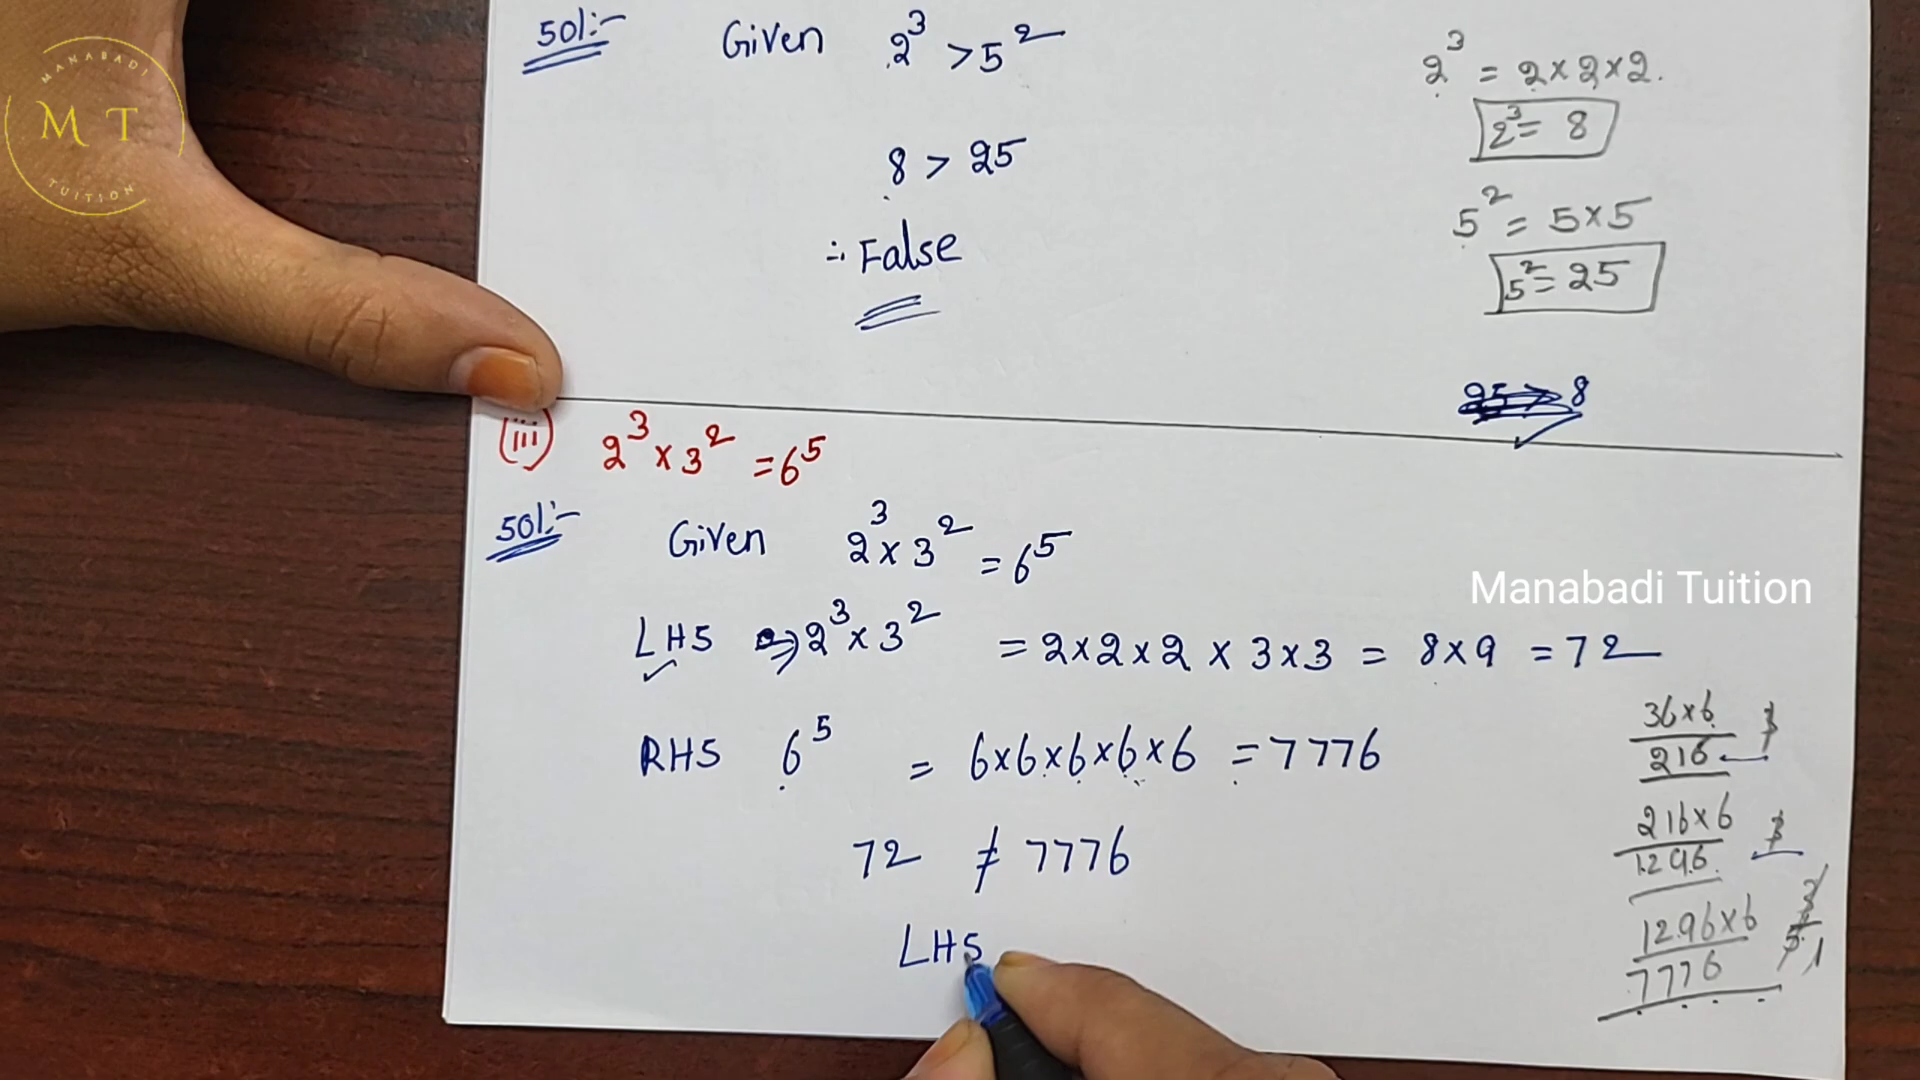 MANABADI
MT
TUITION
Sol:- Given 2³ > 5²
8 > 25
∴ False
2³ = 2×2×2.
2³ = 8
5² = 5×5
5² = 25
25 > 8
(iii) 2³ × 3² = 6⁵
Sol:- Given 2³ × 3² = 6⁵
Manabadi Tuition
LHS ⇒ 2³ × 3² = 2×2×2 × 3×3 = 8×9 = 72
RHS 6⁵ = 6×6×6×6×6 = 7776
72 ≠ 7776
LHS
36×6
216
216×6
1296
1296×6
7776